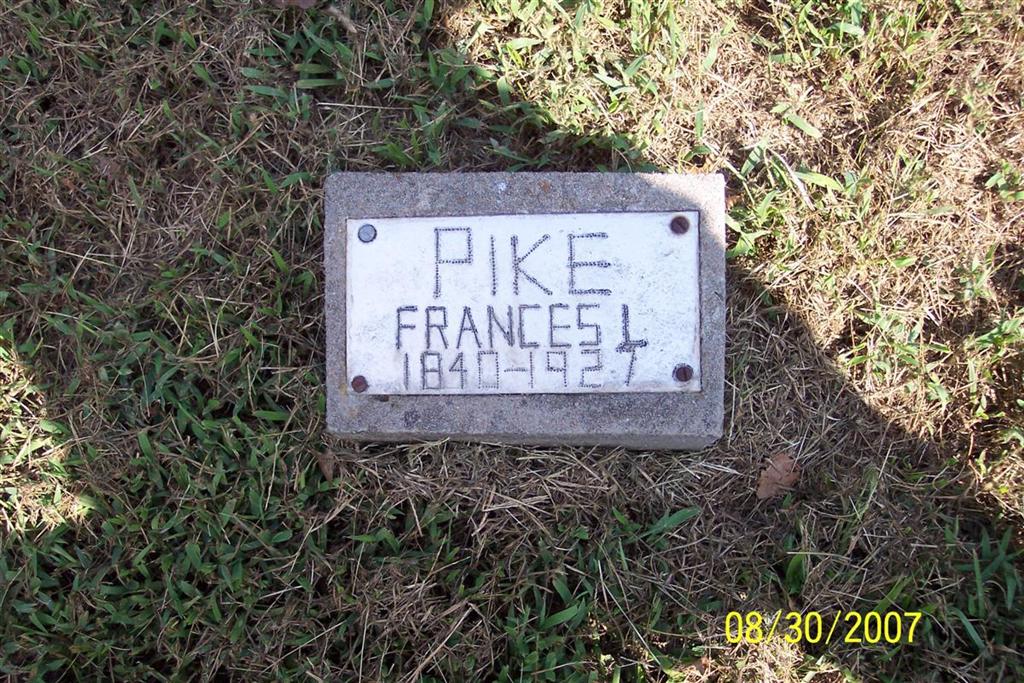 PIKE
FRANCES L
1840-1927
08/30/2007